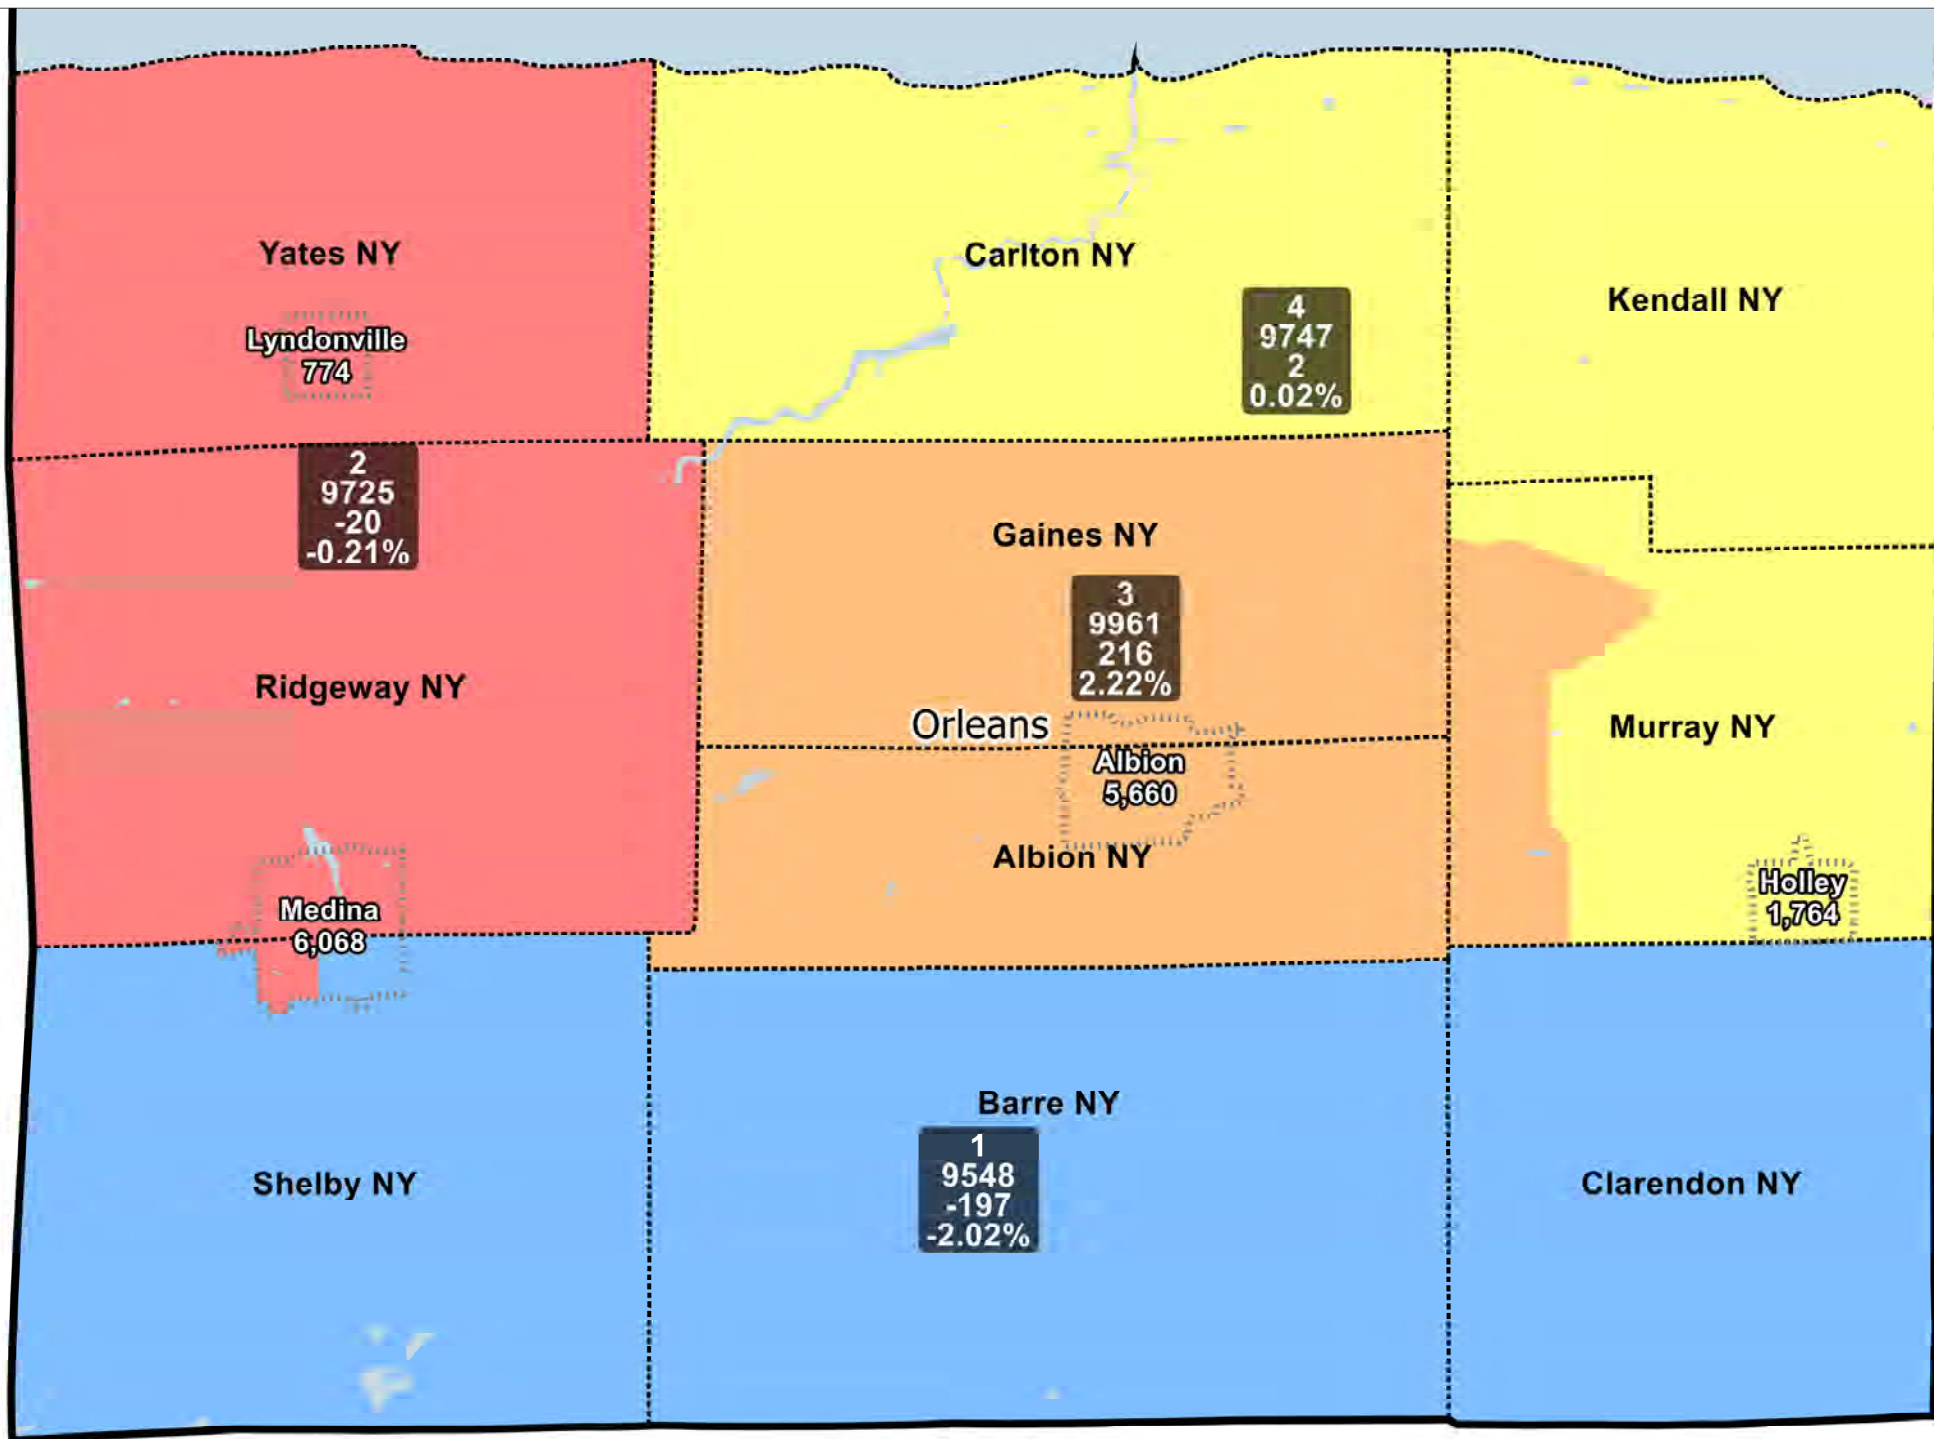 Yates NY
Carlton NY
Kendall NY
4
9747
2
0.02%
Lyndonville
774
2
9725
-20
-0.21%
Gaines NY
3
9961
216
2.22%
Ridgeway NY
Orleans
Murray NY
Albion
5,660
Albion NY
Holley
1,764
Medina
6,068
Barre NY
1
9548
-197
-2.02%
Shelby NY
Clarendon NY